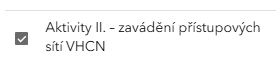 Aktivity II. – zavádění přístupových
sítí VHCN